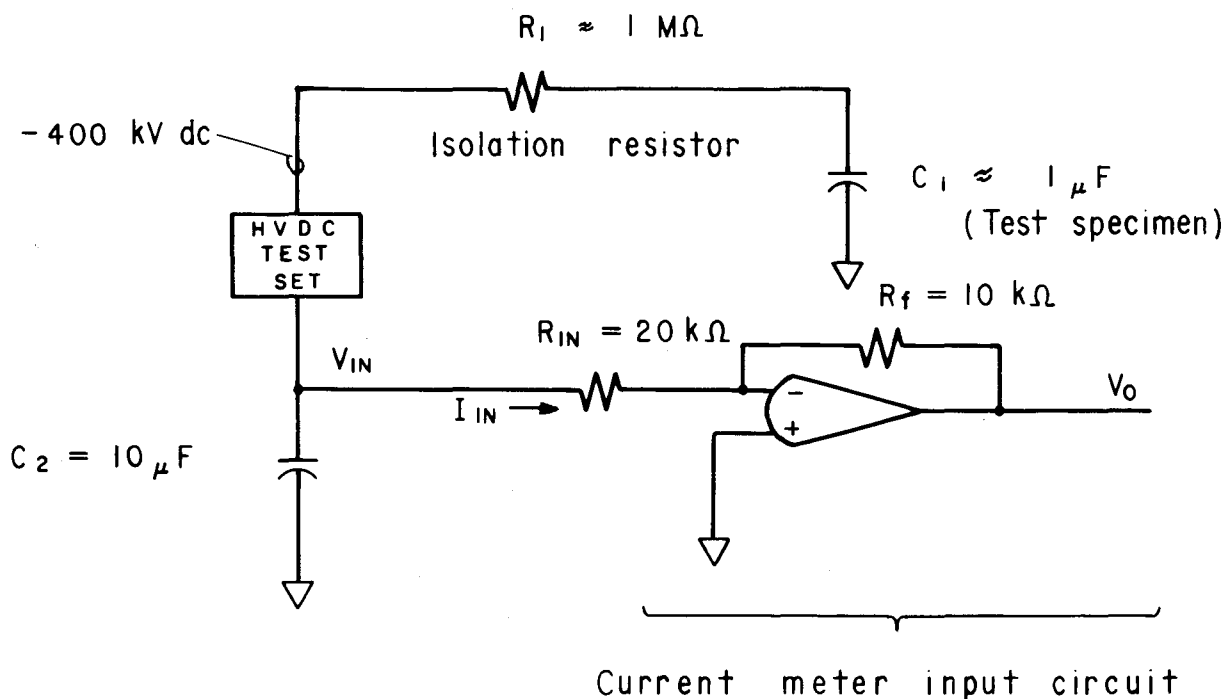 R₁ ≈ 1 MΩ
-400 kV dc
Isolation resistor
C₁ ≈ 1 μF
(Test specimen)
HVDC
TEST
SET
R_f = 10 kΩ
R_IN = 20 kΩ
V_IN
I_IN
−
+
V₀
C₂ = 10 μF
Current meter input circuit